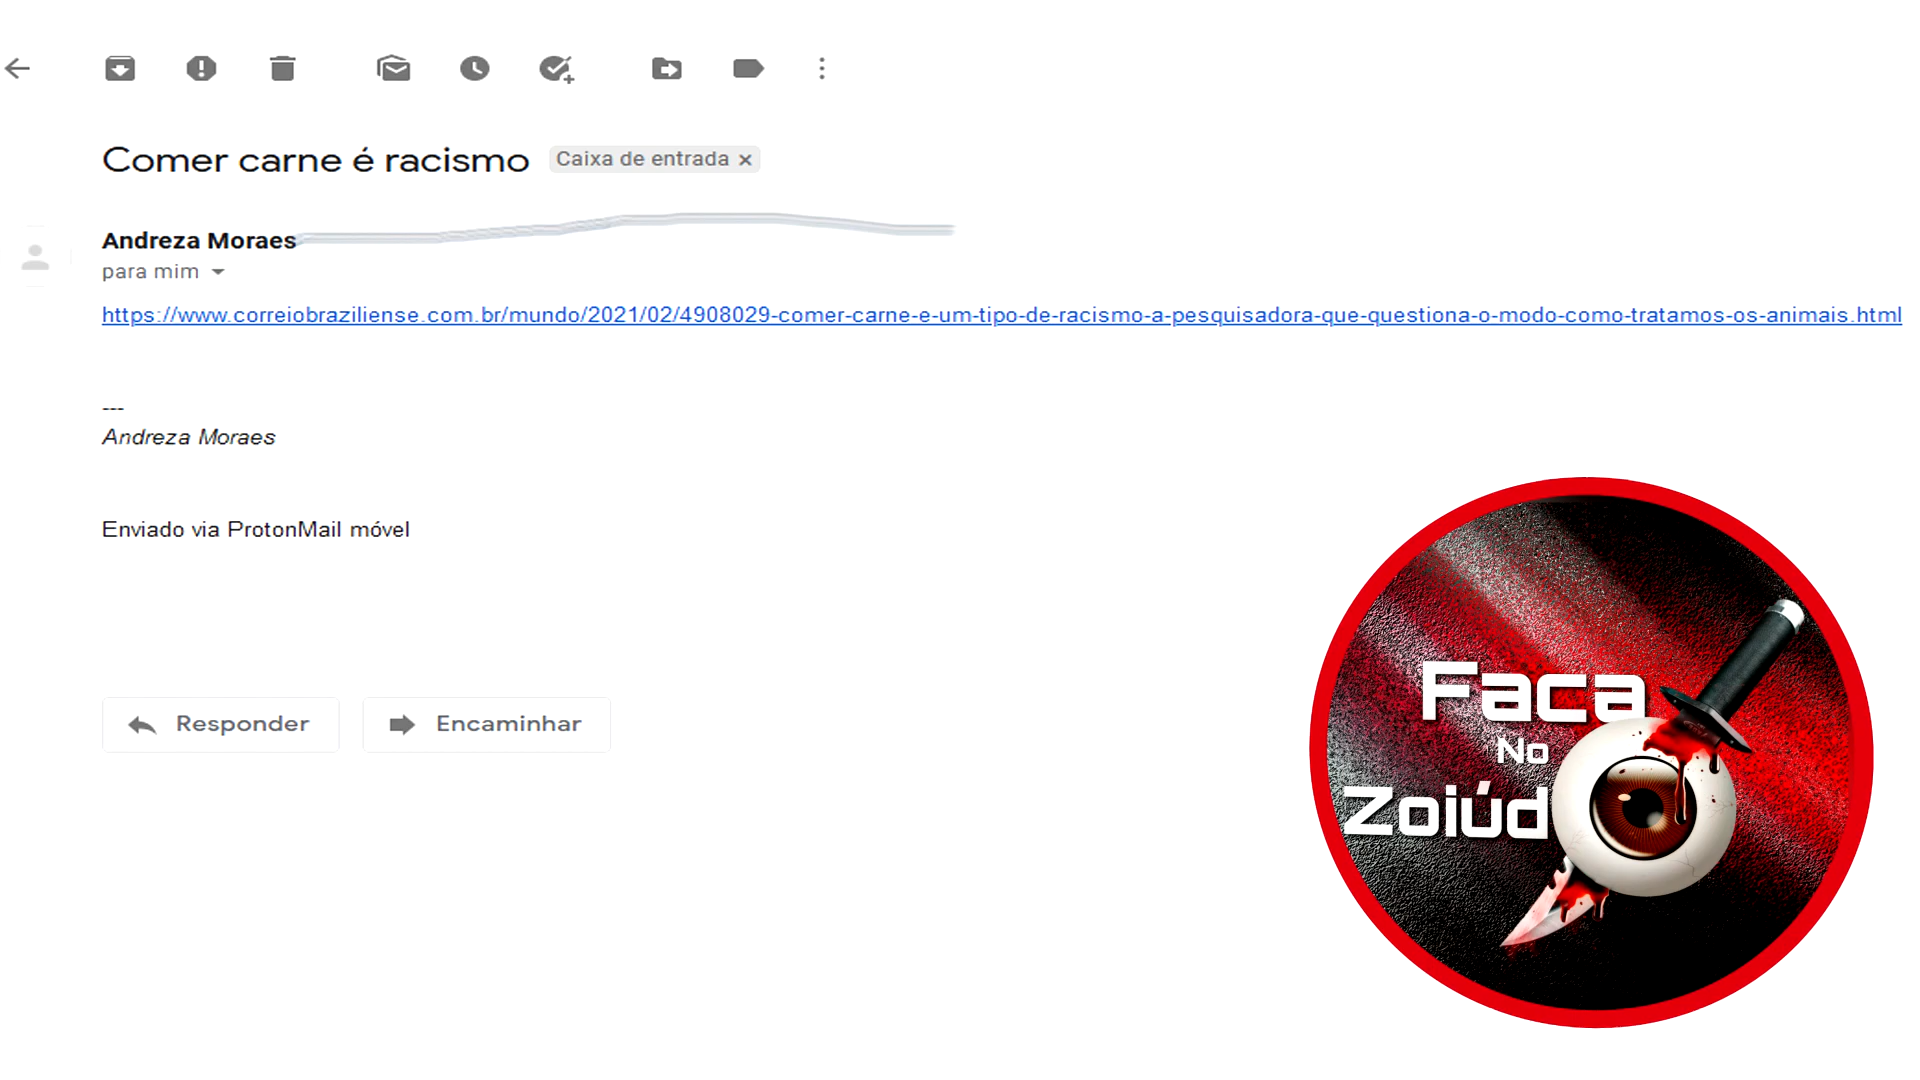 Comer carne é racismo
Caixa de entrada ×
Andreza Moraes
para mim
https://www.correiobraziliense.com.br/mundo/2021/02/4908029-comer-carne-e-um-tipo-de-racismo-a-pesquisadora-que-questiona-o-modo-como-tratamos-os-animais.html
---
Andreza Moraes
Enviado via ProtonMail móvel
Responder
Encaminhar
Faca
No
Zoiúd